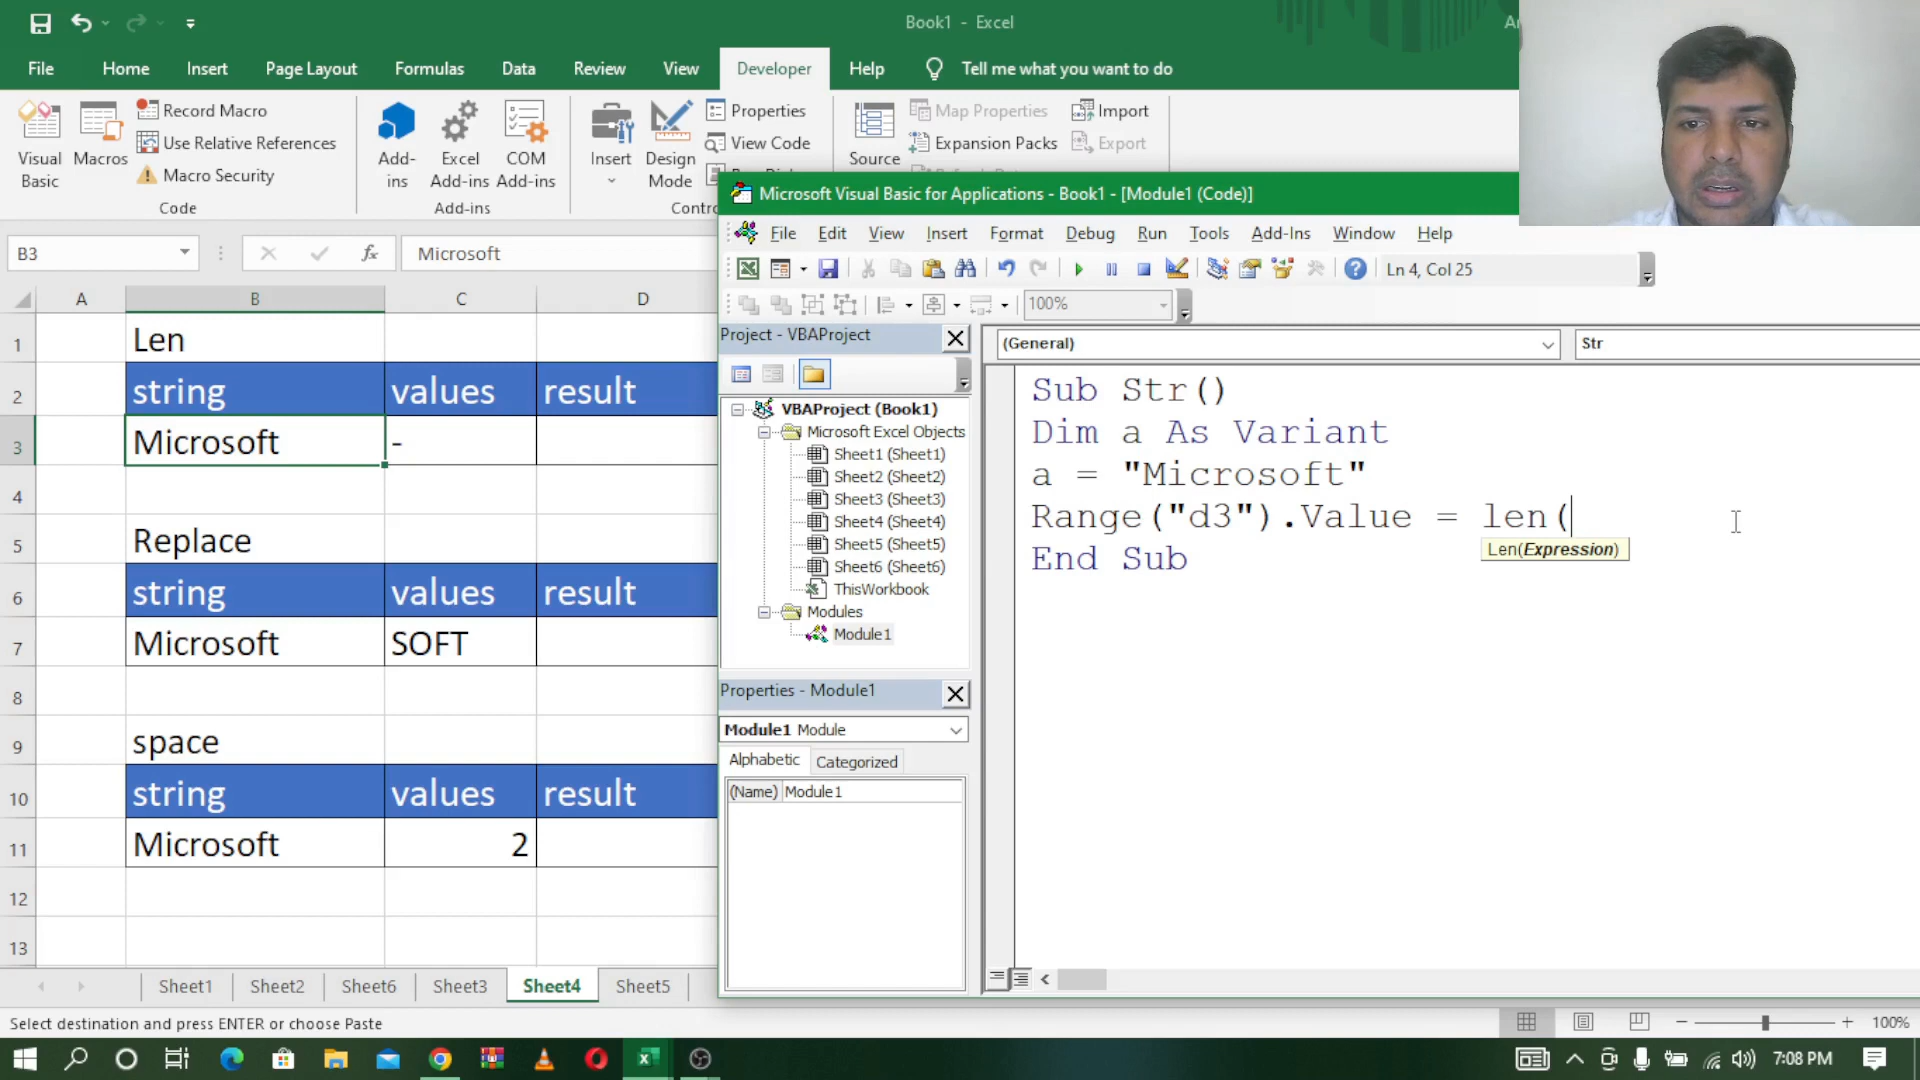 Book1 - Excel
File Home Insert Page Layout Formulas Data Review View Developer Help Tell me what you want to do
Visual Basic
Macros
Record Macro
Use Relative References
Macro Security
Code
Add-ins
Excel Add-ins
COM Add-ins
Add-ins
Insert
Design Mode
Properties
View Code
Source
Map Properties
Expansion Packs
Import
Export
B3
fx
Microsoft
A B C D
1 Len
2 string values result
3 Microsoft -
4
5 Replace
6 string values result
7 Microsoft SOFT
8
9 space
10 string values result
11 Microsoft 2
12
13
Sheet1 Sheet2 Sheet6 Sheet3 Sheet4 Sheet5
Select destination and press ENTER or choose Paste
100%
7:08 PM
Microsoft Visual Basic for Applications - Book1 - [Module1 (Code)]
File Edit View Insert Format Debug Run Tools Add-Ins Window Help
Ln 4, Col 25
100%
Project - VBAProject
VBAProject (Book1)
Microsoft Excel Objects
Sheet1 (Sheet1)
Sheet2 (Sheet2)
Sheet3 (Sheet3)
Sheet4 (Sheet4)
Sheet5 (Sheet5)
Sheet6 (Sheet6)
ThisWorkbook
Modules
Module1
Properties - Module1
Module1 Module
Alphabetic Categorized
(Name) Module1
(General)
Str
Sub Str()
Dim a As Variant
a = "Microsoft"
Range("d3").Value = len(
Len(Expression)
End Sub